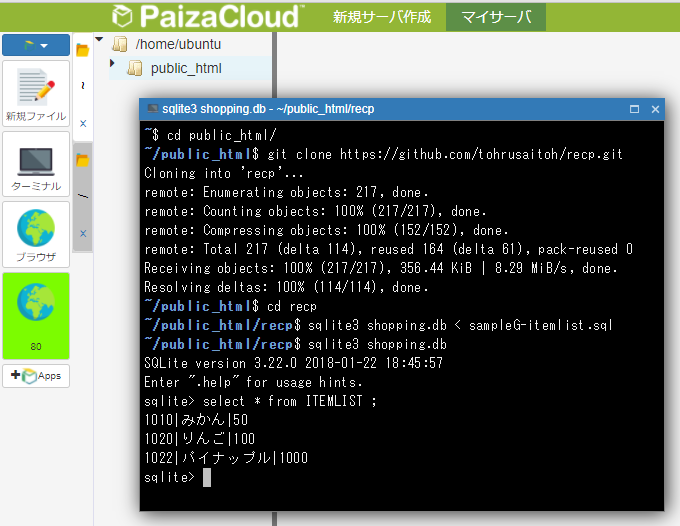 PaizaCloud
新規サーバ作成
マイサーバ
/home/ubuntu
public_html
新規ファイル
ターミナル
ブラウザ
80
Apps
~
x
/
x
sqlite3 shopping.db - ~/public_html/recp
~$ cd public_html/
~/public_html$ git clone https://github.com/tohrusaitoh/recp.git
Cloning into 'recp'...
remote: Enumerating objects: 217, done.
remote: Counting objects: 100% (217/217), done.
remote: Compressing objects: 100% (152/152), done.
remote: Total 217 (delta 114), reused 164 (delta 61), pack-reused 0
Receiving objects: 100% (217/217), 356.44 KiB | 8.29 MiB/s, done.
Resolving deltas: 100% (114/114), done.
~/public_html$ cd recp
~/public_html/recp$ sqlite3 shopping.db < sampleG-itemlist.sql
~/public_html/recp$ sqlite3 shopping.db
SQLite version 3.22.0 2018-01-22 18:45:57
Enter ".help" for usage hints.
sqlite> select * from ITEMLIST ;
1010|みかん|50
1020|りんご|100
1022|パイナップル|1000
sqlite>